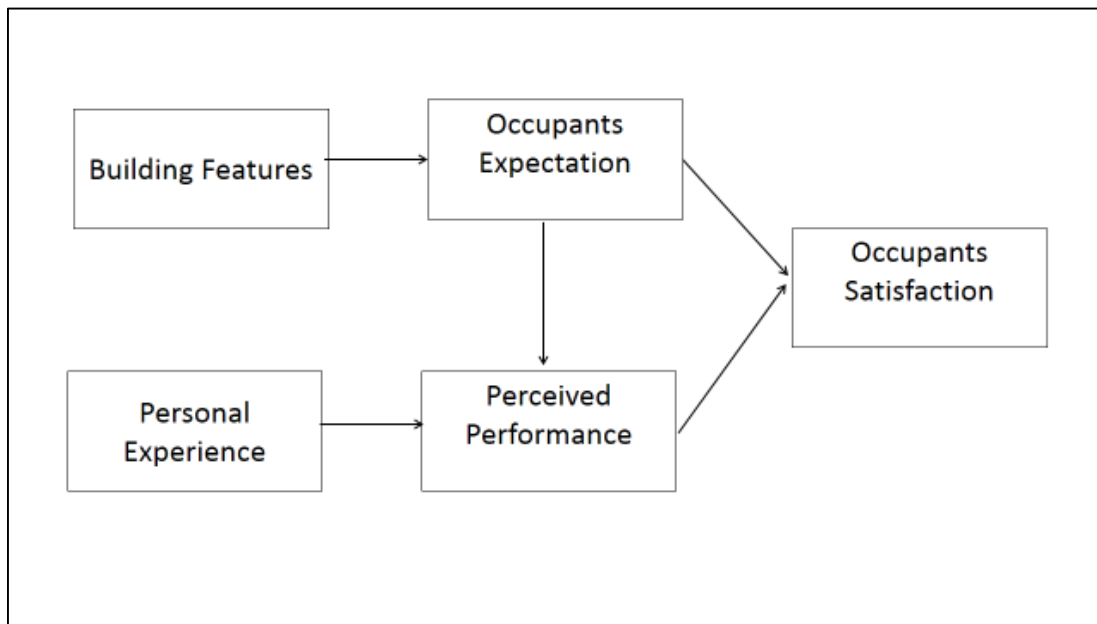 Building Features
Occupants
Expectation
Occupants
Satisfaction
Personal
Experience
Perceived
Performance